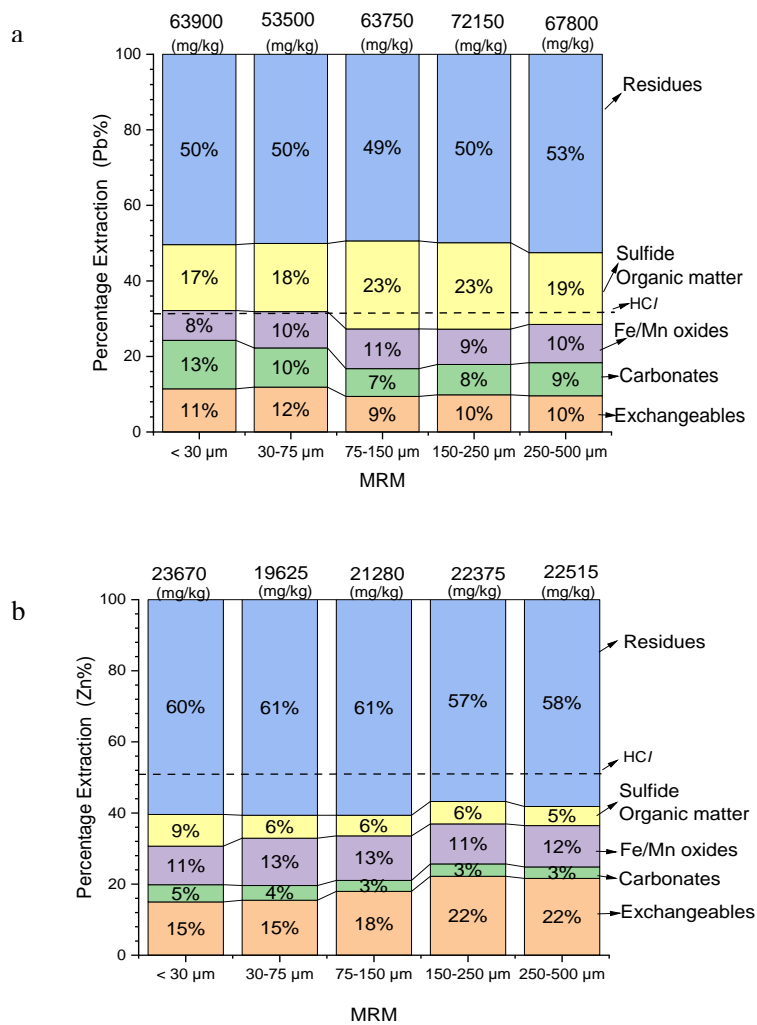 a
63900 53500 63750 72150 67800
(mg/kg) (mg/kg) (mg/kg) (mg/kg) (mg/kg)
100
Residues
80
50% 50% 49% 50% 53%
60
Percentage Extraction (Pb%)
40
Sulfide
17% 18% 23% 23% 19% Organic matter
HCl
8% 10% 11% 9% 10% Fe/Mn oxides
20
13% 10% 7% 8% 9% Carbonates
11% 12% 9% 10% 10% Exchangeables
0
< 30 µm 30-75 µm 75-150 µm 150-250 µm 250-500 µm
MRM
b
23670 19625 21280 22375 22515
(mg/kg) (mg/kg) (mg/kg) (mg/kg) (mg/kg)
100
Residues
80
60% 61% 61% 57% 58%
60
Percentage Extraction (Zn%)
HCl
40
Sulfide
9% 6% 6% 6% 5% Organic matter
11% 13% 13% 11% 12% Fe/Mn oxides
20
5% 4% 3% 3% 3% Carbonates
15% 15% 18% 22% 22% Exchangeables
0
< 30 µm 30-75 µm 75-150 µm 150-250 µm 250-500 µm
MRM